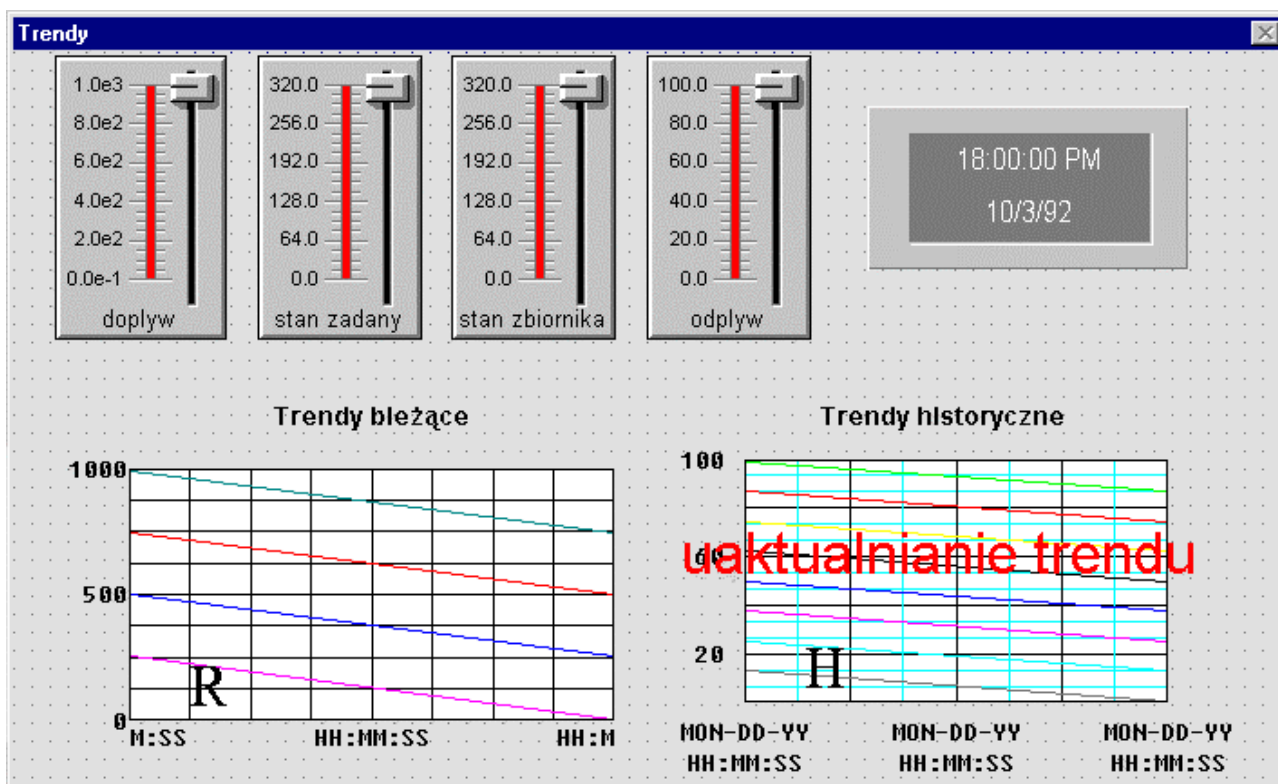 Trendy
1.0e3
8.0e2
6.0e2
4.0e2
2.0e2
0.0e-1
doplyw
320.0
256.0
192.0
128.0
64.0
0.0
stan zadany
320.0
256.0
192.0
128.0
64.0
0.0
stan zbiornika
100.0
80.0
60.0
40.0
20.0
0.0
odplyw
18:00:00 PM
10/3/92
Trendy bieżące
1000
500
0
R
M:SS HH:MM:SS HH:M
Trendy historyczne
100
60
20
uaktualnianie trendu
H
MON-DD-YY MON-DD-YY MON-DD-YY
HH:MM:SS HH:MM:SS HH:MM:SS